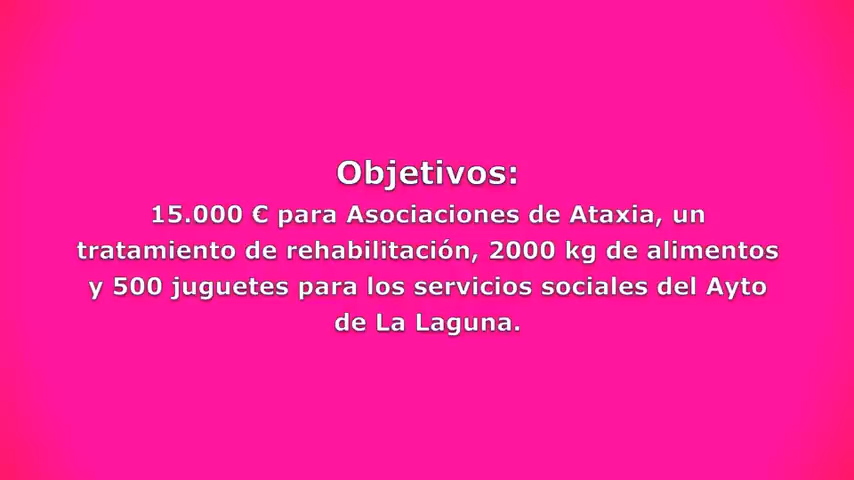 Objetivos:
15.000 € para Asociaciones de Ataxia, un
tratamiento de rehabilitación, 2000 kg de alimentos
y 500 juguetes para los servicios sociales del Ayto
de La Laguna.